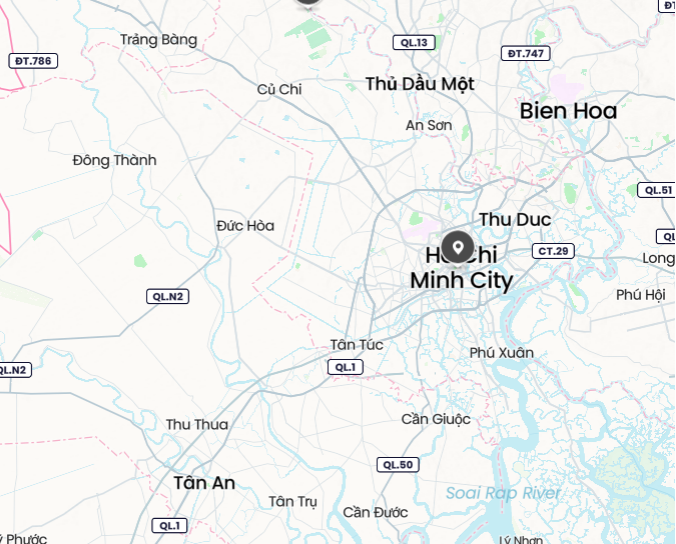 ĐT.786
Trảng Bàng
QL.13
ĐT.747
Củ Chi
Thủ Dầu Một
An Sơn
Bien Hoa
Đông Thành
QL.51
Đức Hòa
Thu Duc
CT.29
Long
Minh City
Phú Hội
QL.N2
Tân Túc
QL.1
Phú Xuân
QL.N2
Thu Thua
Cần Giuộc
QL.50
Tân An
Tân Trụ
Soai Rap River
Cần Đước
QL.1
Phước
Lý Nhơn